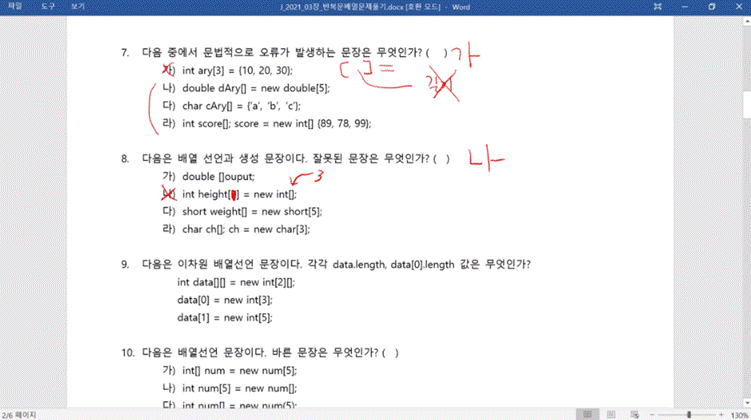 파일 도구 보기 J_2021_03장_반복문배열문제풀기.docx [호환 모드] - Word
7. 다음 중에서 문법적으로 오류가 발생하는 문장은 무엇인가? ( ) 가
가) int ary[3] = {10, 20, 30}; [ ] =
나) double dAry[] = new double[5];
다) char cAry[] = {'a', 'b', 'c'};
라) int score[]; score = new int[] {89, 78, 99};
8. 다음은 배열 선언과 생성 문장이다. 잘못된 문장은 무엇인가? ( ) 나
가) double []ouput;
3
나) int height[] = new int[];
다) short weight[] = new short[5];
라) char ch[]; ch = new char[3];
9. 다음은 이차원 배열선언 문장이다. 각각 data.length, data[0].length 값은 무엇인가?
int data[][] = new int[2][];
data[0] = new int[3];
data[1] = new int[5];
10. 다음은 배열선언 문장이다. 바른 문장은 무엇인가? ( )
가) int[] num = new num[5];
나) int num[5] = new num[];
다) int num[] = new num(5);
2/6 페이지 130%